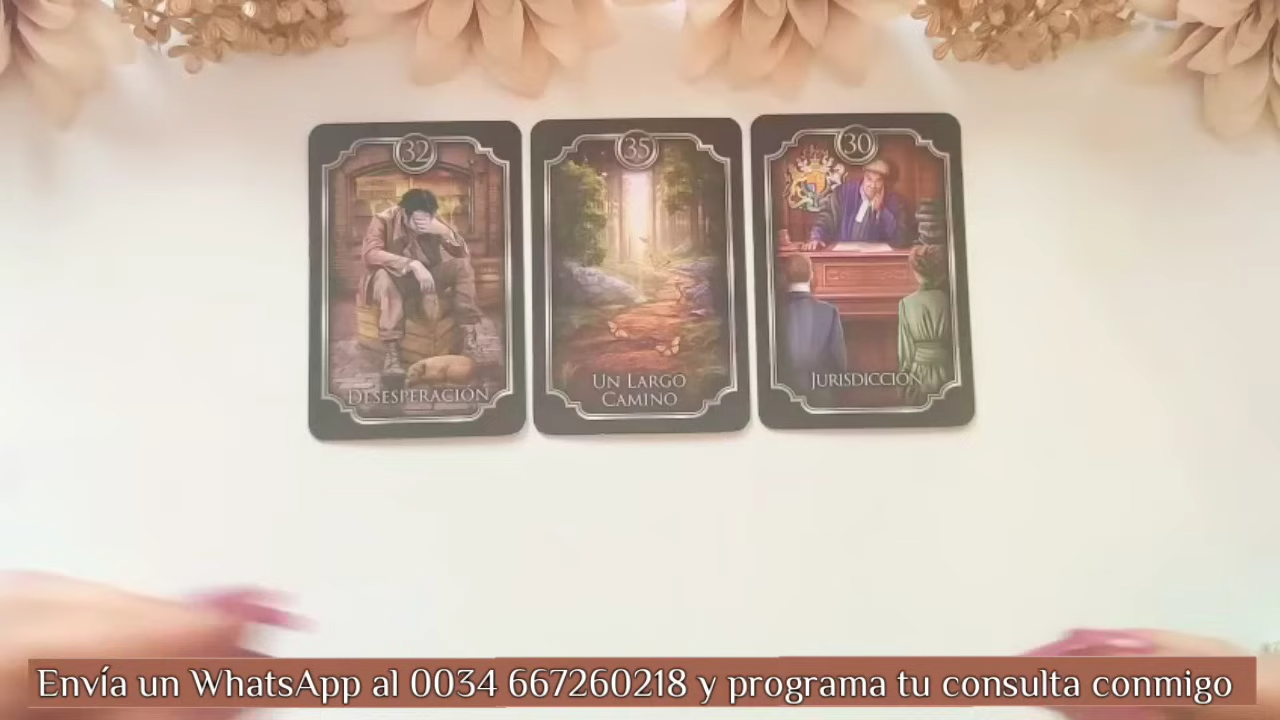 32
DESESPERACIÓN
35
UN LARGO
CAMINO
30
JURISDICCIÓN
Envía un WhatsApp al 0034 667260218 y programa tu consulta conmigo